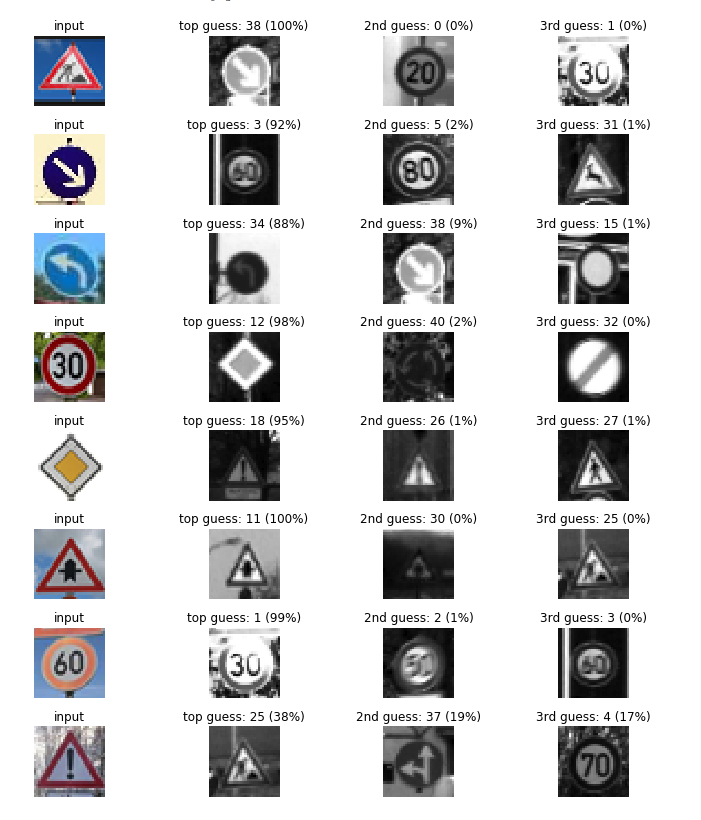 input top guess: 38 (100%) 2nd guess: 0 (0%) 3rd guess: 1 (0%)
20 30
input top guess: 3 (92%) 2nd guess: 5 (2%) 3rd guess: 31 (1%)
60 80
input top guess: 34 (88%) 2nd guess: 38 (9%) 3rd guess: 15 (1%)
input top guess: 12 (98%) 2nd guess: 40 (2%) 3rd guess: 32 (0%)
30
input top guess: 18 (95%) 2nd guess: 26 (1%) 3rd guess: 27 (1%)
input top guess: 11 (100%) 2nd guess: 30 (0%) 3rd guess: 25 (0%)
input top guess: 1 (99%) 2nd guess: 2 (1%) 3rd guess: 3 (0%)
60 30 50 60
input top guess: 25 (38%) 2nd guess: 37 (19%) 3rd guess: 4 (17%)
70